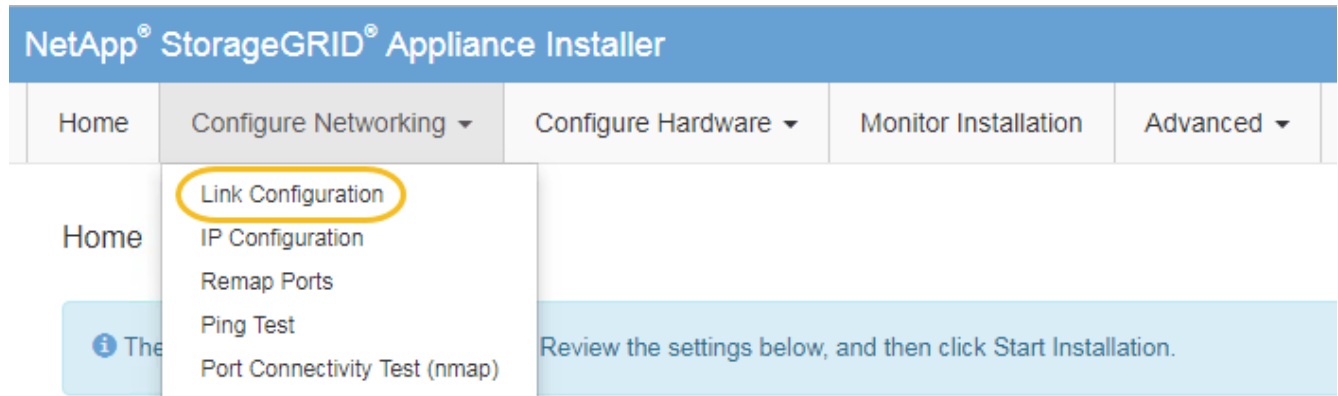 NetApp® StorageGRID® Appliance Installer
Home Configure Networking Configure Hardware Monitor Installation Advanced
Link Configuration
Home
IP Configuration
Remap Ports
Ping Test
The Review the settings below, and then click Start Installation.
Port Connectivity Test (nmap)